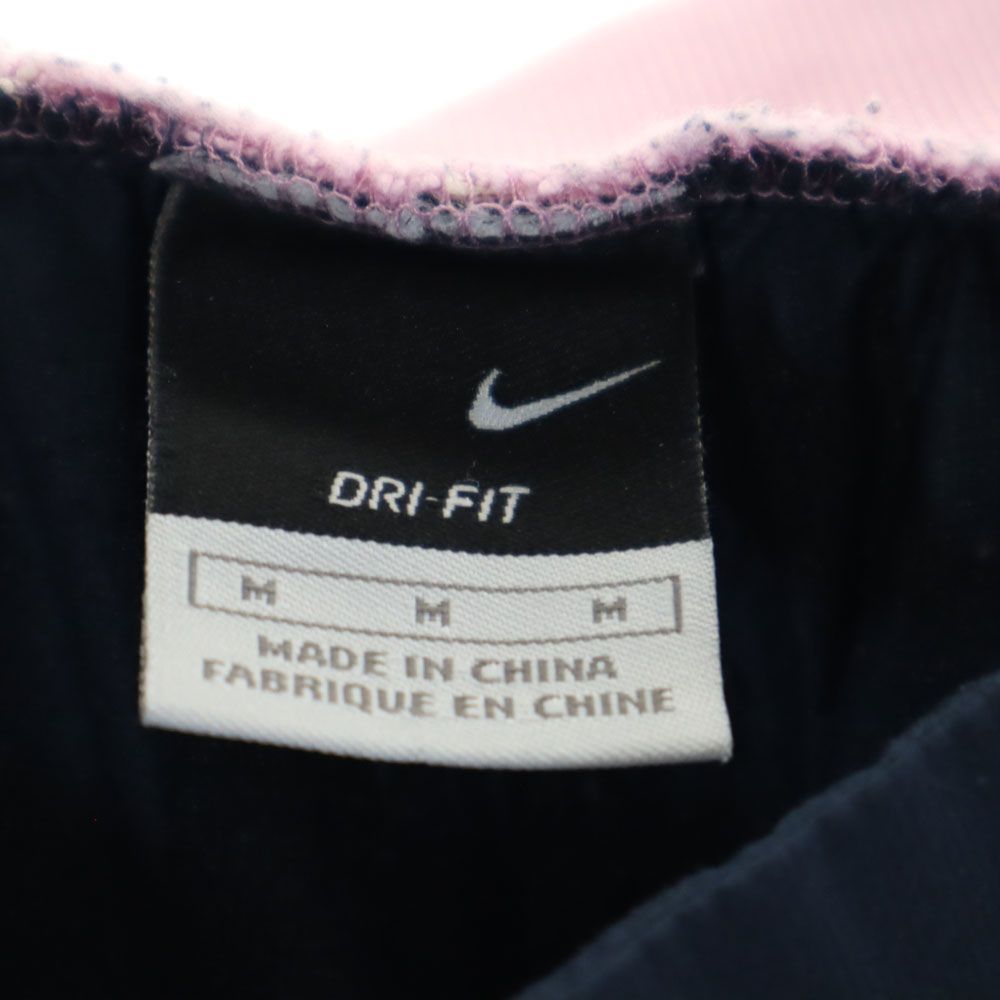 DRI-FIT
M M M
MADE IN CHINA
FABRIQUE EN CHINE